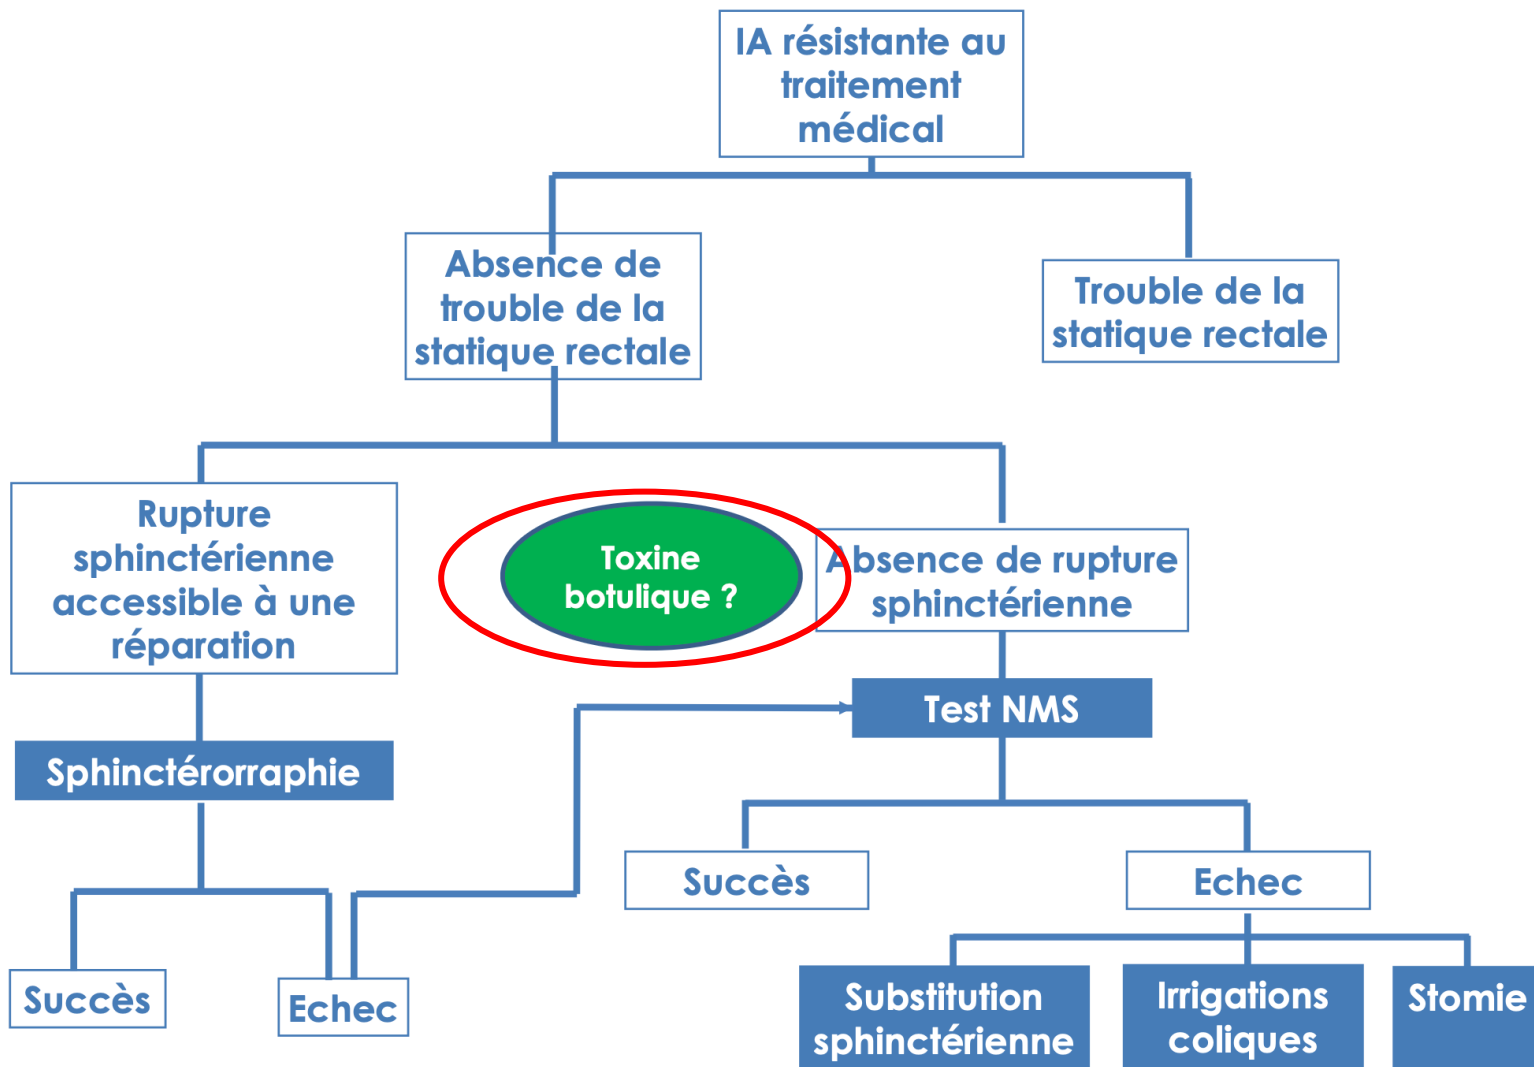 IA résistante au
traitement
médical
Absence de
trouble de la
statique rectale
Trouble de la
statique rectale
Rupture
sphinctérienne
accessible à une
réparation
Toxine
botulique ?
Absence de rupture
sphinctérienne
Test NMS
Sphinctérorraphie
Succès
Echec
Succès
Echec
Substitution
sphinctérienne
Irrigations
coliques
Stomie